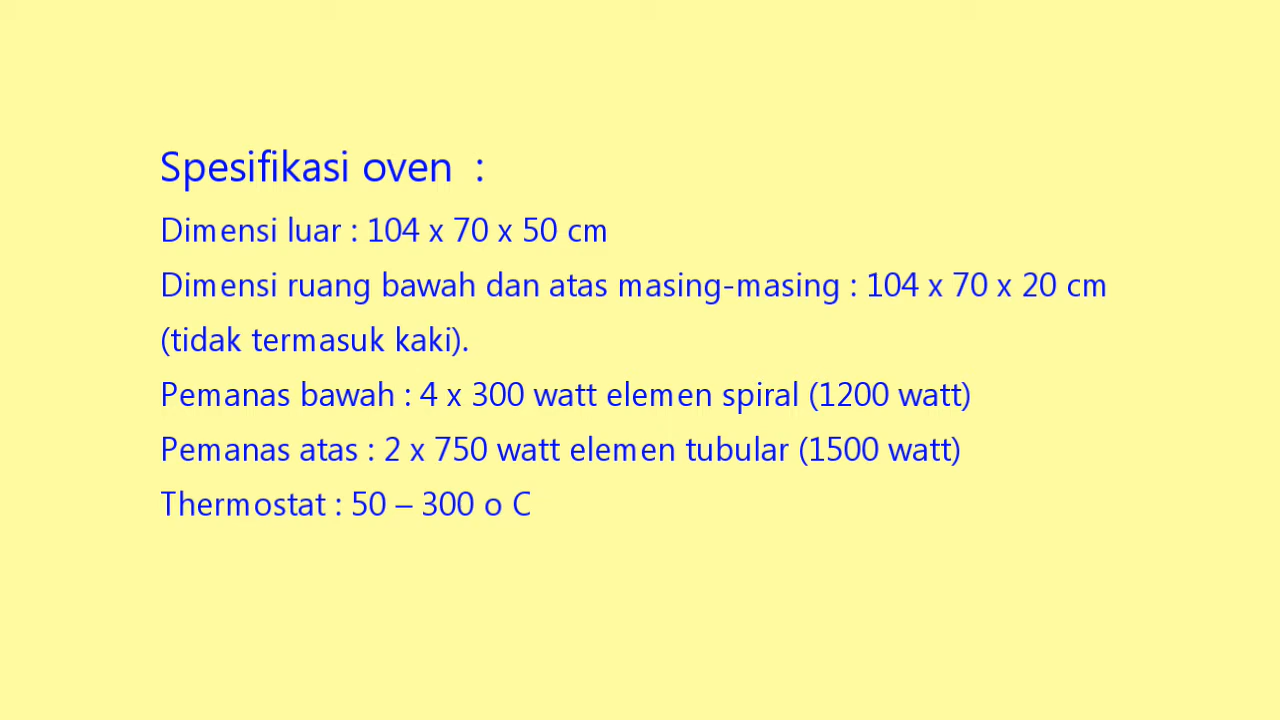 Spesifikasi oven :
Dimensi luar : 104 x 70 x 50 cm
Dimensi ruang bawah dan atas masing-masing : 104 x 70 x 20 cm
(tidak termasuk kaki).
Pemanas bawah : 4 x 300 watt elemen spiral (1200 watt)
Pemanas atas : 2 x 750 watt elemen tubular (1500 watt)
Thermostat : 50 – 300 o C